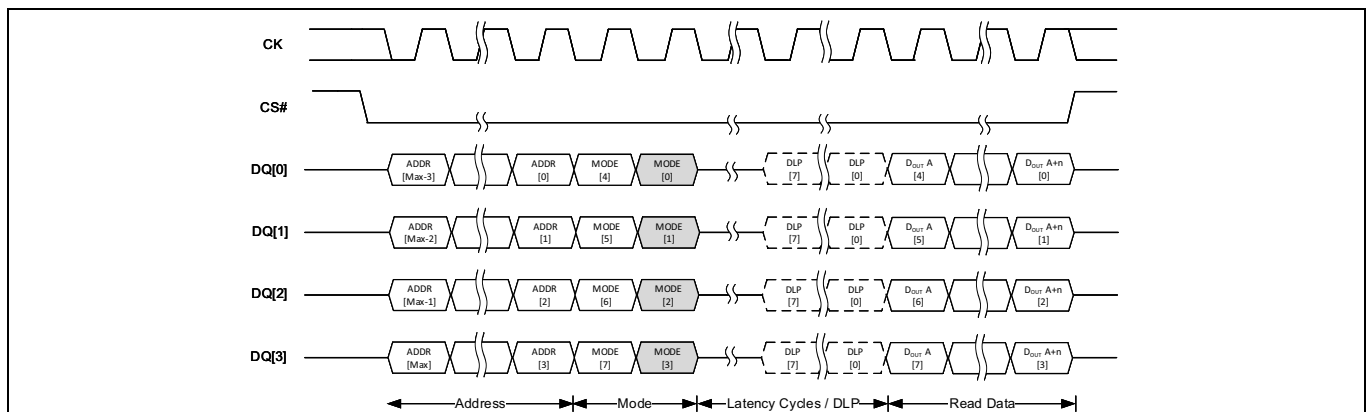 CK
CS#
DQ[0] ADDR [Max-3] ADDR [0] MODE [4] MODE [0] DLP [7] DLP [0] DOUT A [4] DOUT A+n [0]
DQ[1] ADDR [Max-2] ADDR [1] MODE [5] MODE [1] DLP [7] DLP [0] DOUT A [5] DOUT A+n [1]
DQ[2] ADDR [Max-1] ADDR [2] MODE [6] MODE [2] DLP [7] DLP [0] DOUT A [6] DOUT A+n [2]
DQ[3] ADDR [Max] ADDR [3] MODE [7] MODE [3] DLP [7] DLP [0] DOUT A [7] DOUT A+n [3]
Address Mode Latency Cycles / DLP Read Data